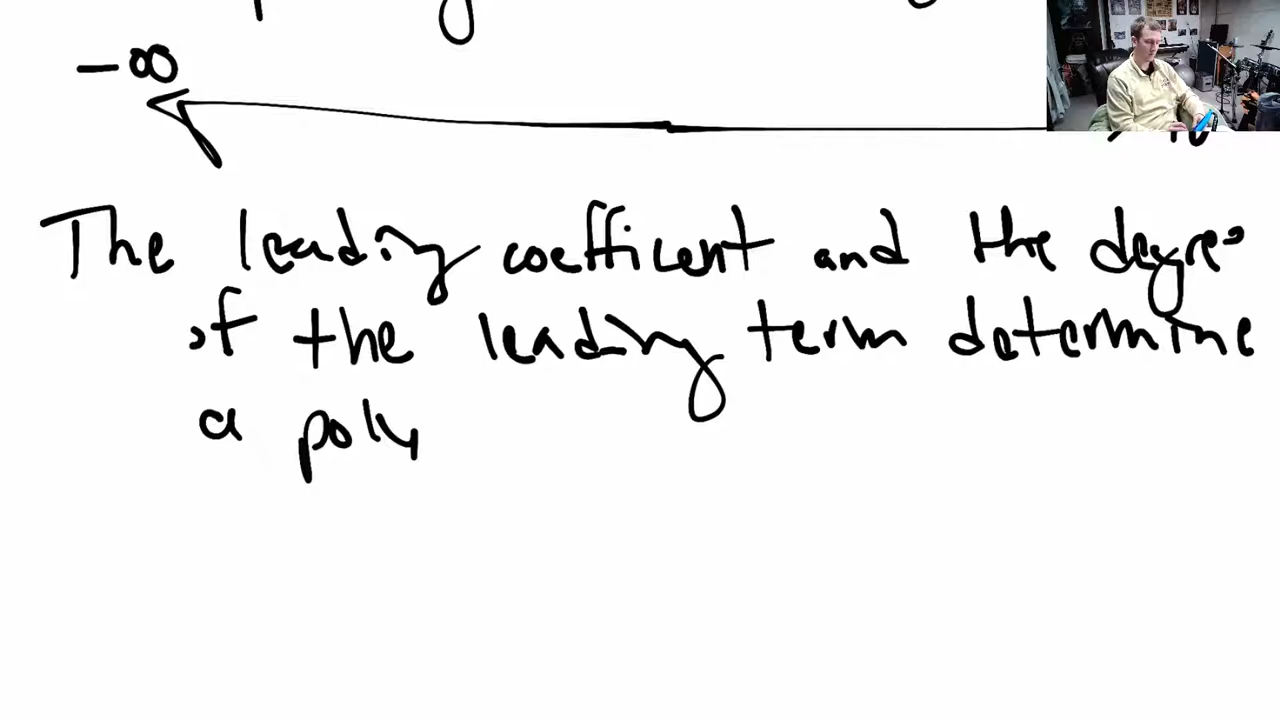 -∞
The leading coefficent and the degree
of the leading term determine
a poly